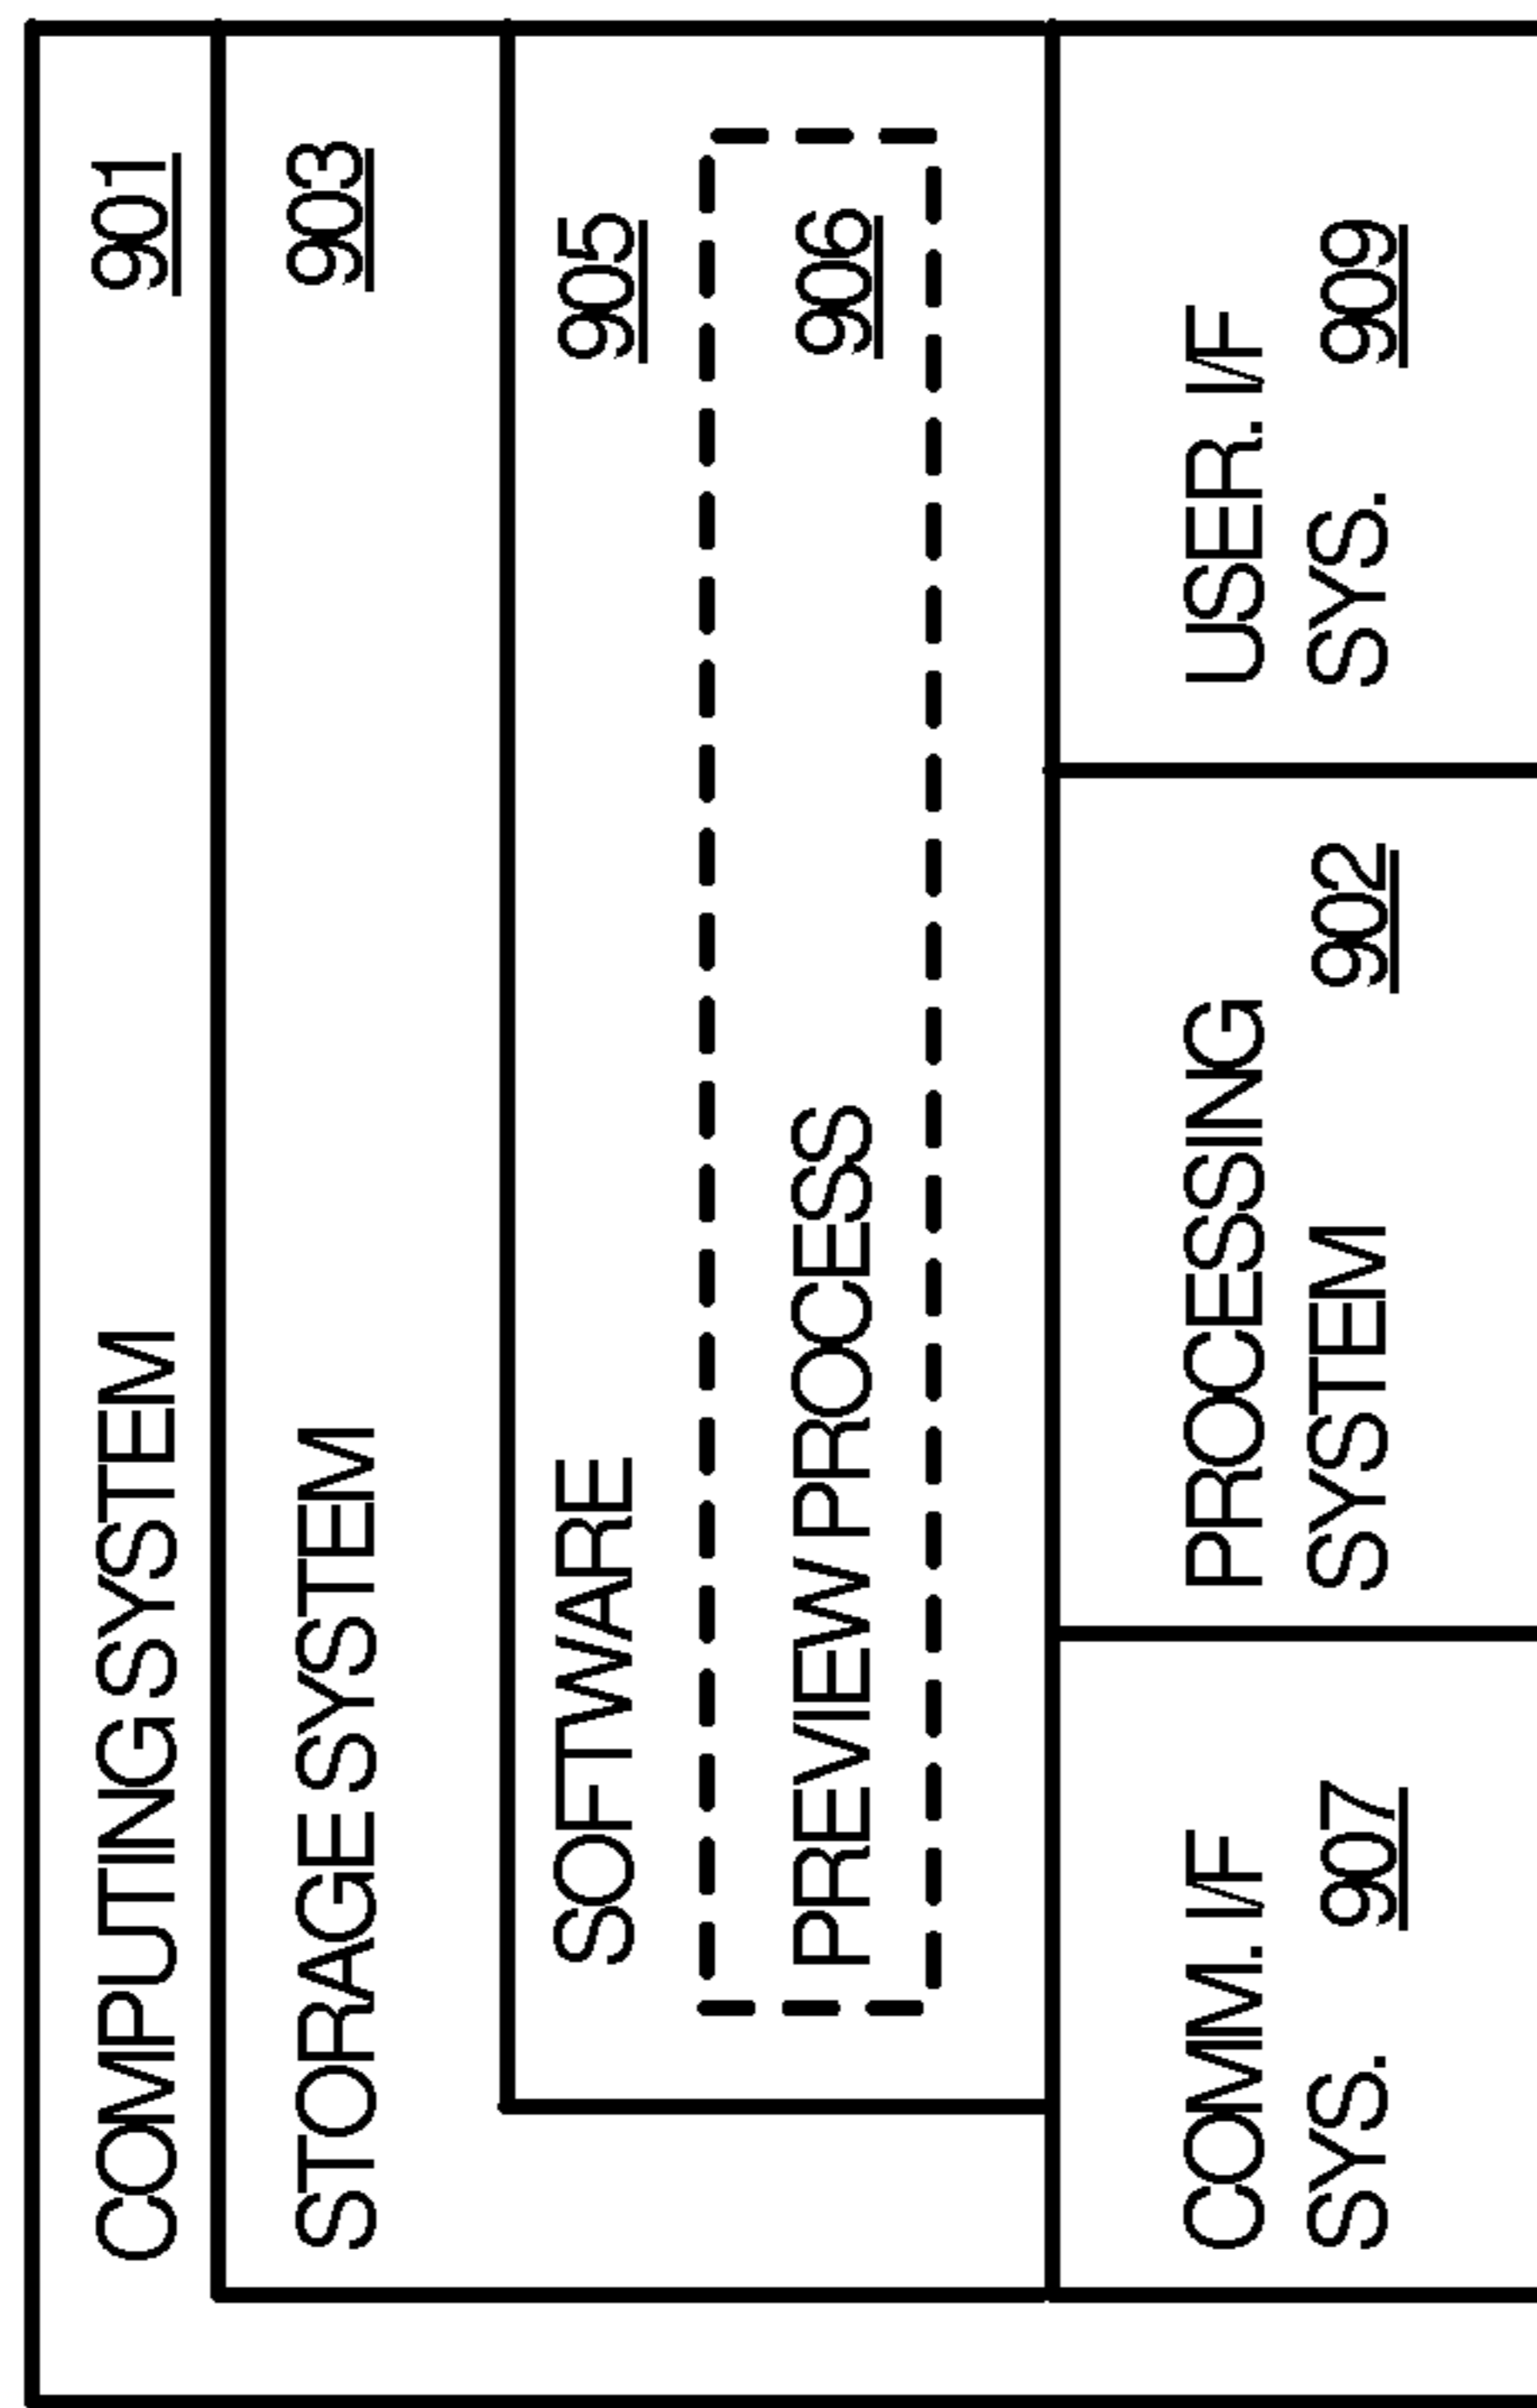 COMPUTING SYSTEM 901
STORAGE SYSTEM 903
SOFTWARE 905
PREVIEW PROCESS 906
COMM. I/F
SYS. 907
PROCESSING
SYSTEM 902
USER. I/F
SYS. 909